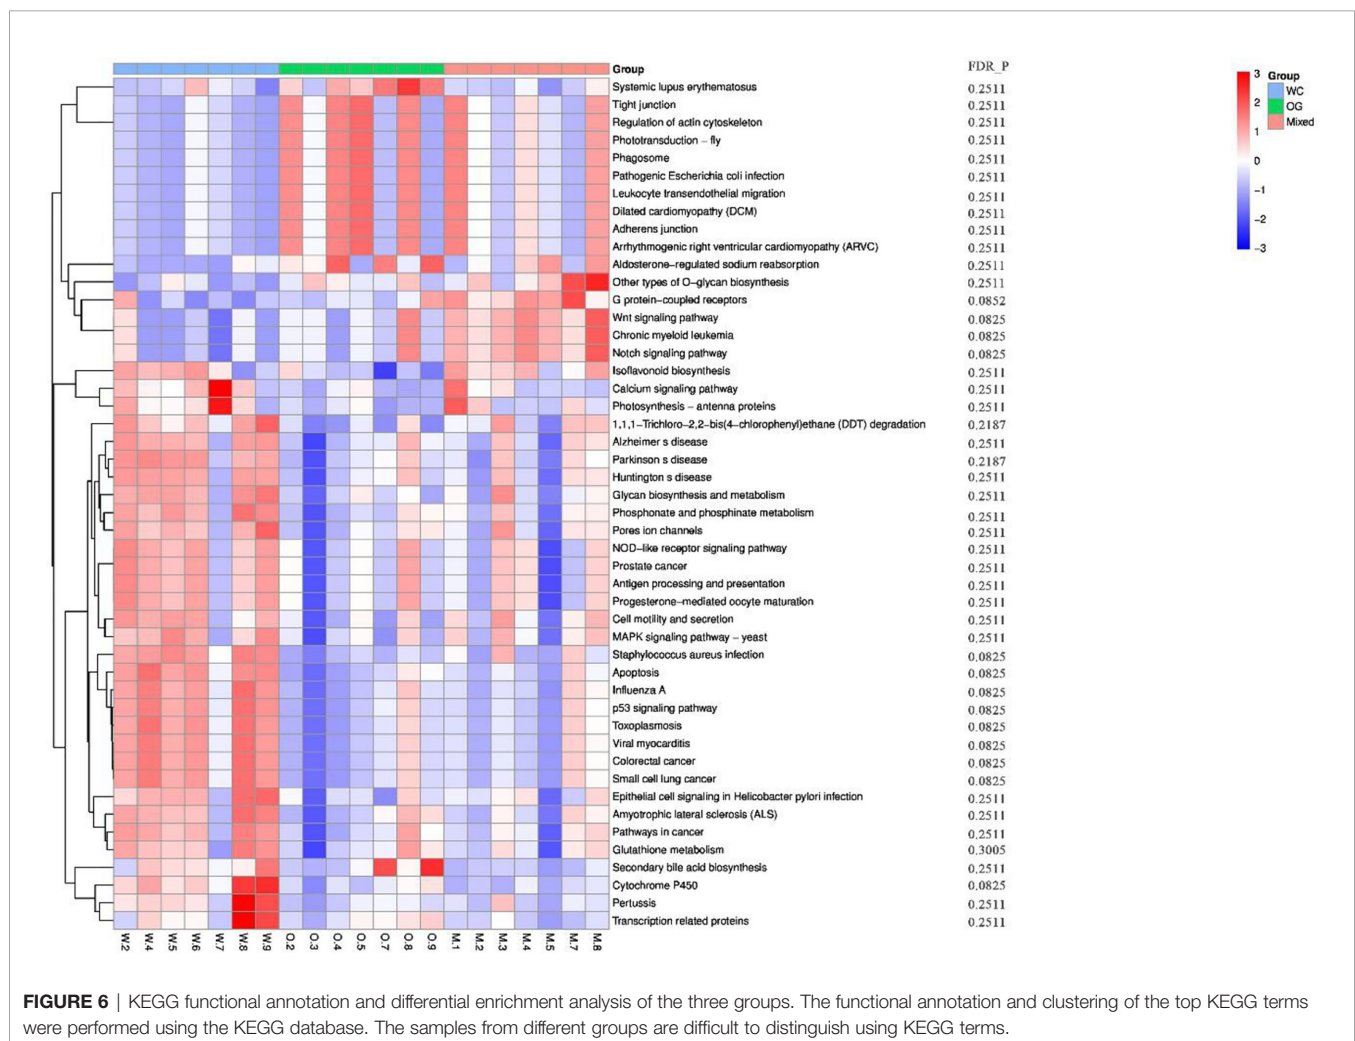 Group FDR_P
Systemic lupus erythematosus 0.2511
Tight junction 0.2511
Regulation of actin cytoskeleton 0.2511
Phototransduction – fly 0.2511
Phagosome 0.2511
Pathogenic Escherichia coli infection 0.2511
Leukocyte transendothelial migration 0.2511
Dilated cardiomyopathy (DCM) 0.2511
Adherens junction 0.2511
Arrhythmogenic right ventricular cardiomyopathy (ARVC) 0.2511
Aldosterone–regulated sodium reabsorption 0.2511
Other types of O–glycan biosynthesis 0.2511
G protein–coupled receptors 0.0852
Wnt signaling pathway 0.0825
Chronic myeloid leukemia 0.0825
Notch signaling pathway 0.0825
Isoflavonoid biosynthesis 0.2511
Calcium signaling pathway 0.2511
Photosynthesis – antenna proteins 0.2511
1,1,1–Trichloro–2,2–bis(4–chlorophenyl)ethane (DDT) degradation 0.2187
Alzheimer s disease 0.2511
Parkinson s disease 0.2187
Huntington s disease 0.2511
Glycan biosynthesis and metabolism 0.2511
Phosphonate and phosphinate metabolism 0.2511
Pores ion channels 0.2511
NOD–like receptor signaling pathway 0.2511
Prostate cancer 0.2511
Antigen processing and presentation 0.2511
Progesterone–mediated oocyte maturation 0.2511
Cell motility and secretion 0.2511
MAPK signaling pathway – yeast 0.2511
Staphylococcus aureus infection 0.0825
Apoptosis 0.0825
Influenza A 0.0825
p53 signaling pathway 0.0825
Toxoplasmosis 0.0825
Viral myocarditis 0.0825
Colorectal cancer 0.0825
Small cell lung cancer 0.0825
Epithelial cell signaling in Helicobacter pylori infection 0.2511
Amyotrophic lateral sclerosis (ALS) 0.2511
Pathways in cancer 0.2511
Glutathione metabolism 0.3005
Secondary bile acid biosynthesis 0.2511
Cytochrome P450 0.0825
Pertussis 0.2511
Transcription related proteins 0.2511
W.2 W.4 W.5 W.6 W.7 W.8 W.9 O.2 O.3 O.4 O.5 O.7 O.8 O.9 M.1 M.2 M.3 M.4 M.5 M.7 M.8
3
2
1
0
−1
−2
−3
Group
WC
OG
Mixed
FIGURE 6 | KEGG functional annotation and differential enrichment analysis of the three groups. The functional annotation and clustering of the top KEGG terms
were performed using the KEGG database. The samples from different groups are difficult to distinguish using KEGG terms.